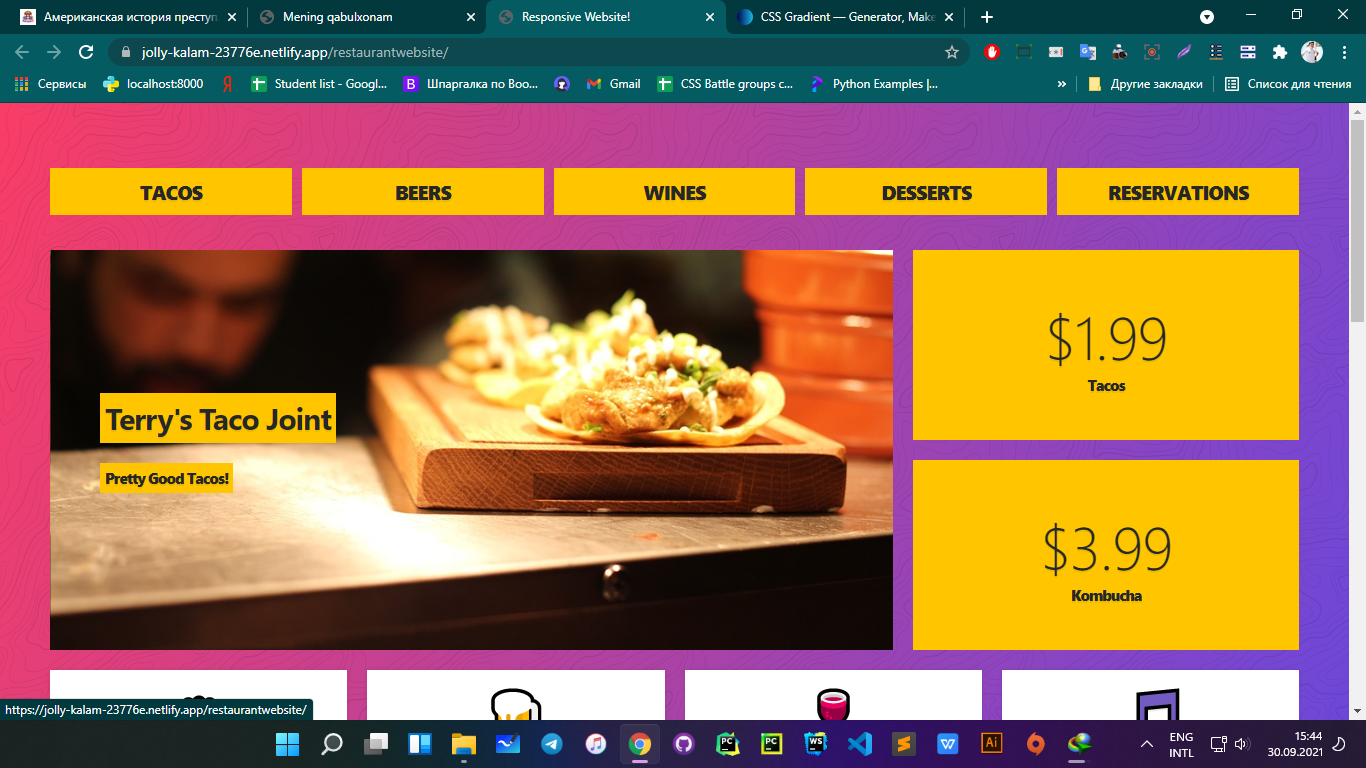 Американская история преступ
Mening qabulxonam
Responsive Website!
CSS Gradient — Generator, Make
jolly-kalam-23776e.netlify.app/restaurantwebsite/
Сервисы
localhost:8000
Student list - Googl...
Шпаргалка по Boo...
Gmail
CSS Battle groups c...
Python Examples |...
»
Другие закладки
Список для чтения
TACOS
BEERS
WINES
DESSERTS
RESERVATIONS
Terry's Taco Joint
Pretty Good Tacos!
$1.99
Tacos
$3.99
Kombucha
https://jolly-kalam-23776e.netlify.app/restaurantwebsite/
ENG
INTL
15:44
30.09.2021